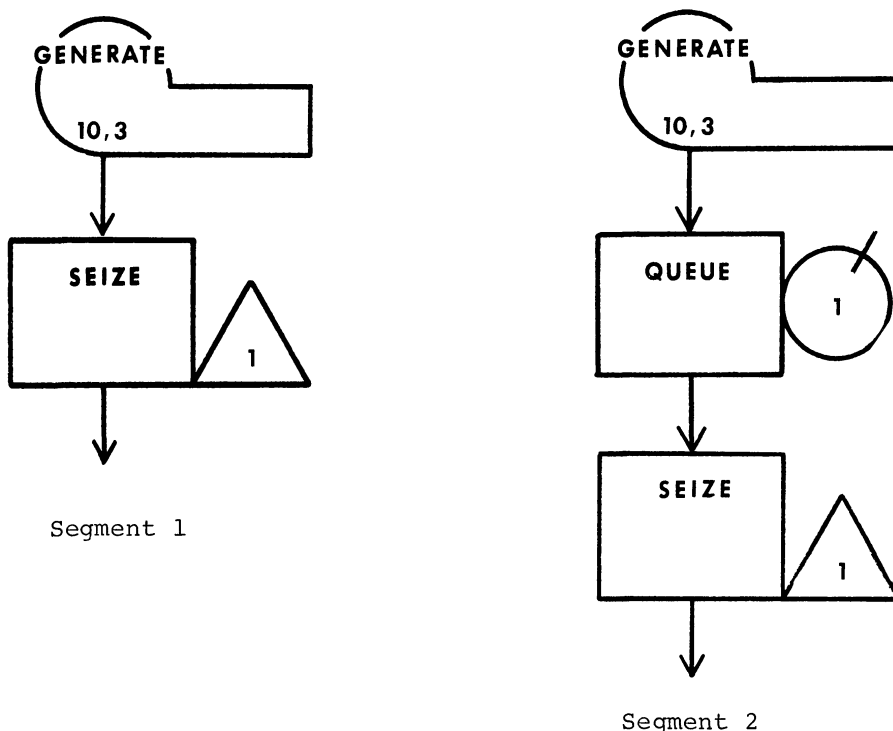 GENERATE
10,3
SEIZE
1
Segment 1
GENERATE
10,3
QUEUE
1
SEIZE
1
Segment 2